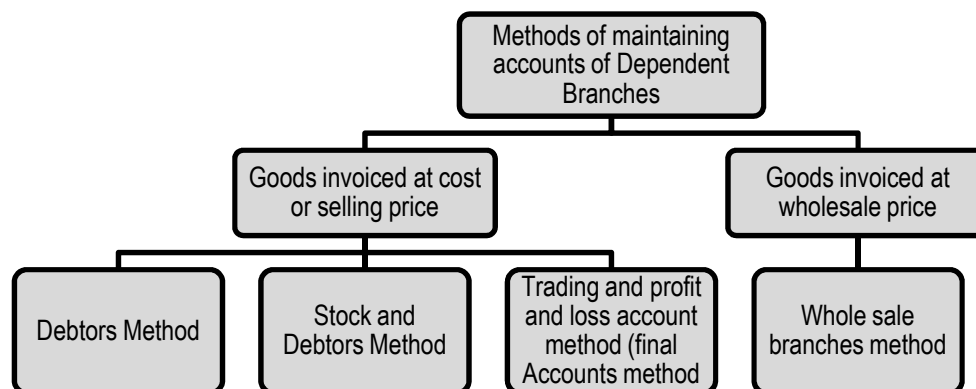 Methods of maintaining
accounts of Dependent
Branches
Goods invoiced at cost
or selling price
Goods invoiced at
wholesale price
Debtors Method
Stock and
Debtors Method
Trading and profit
and loss account
method (final
Accounts method
Whole sale
branches method